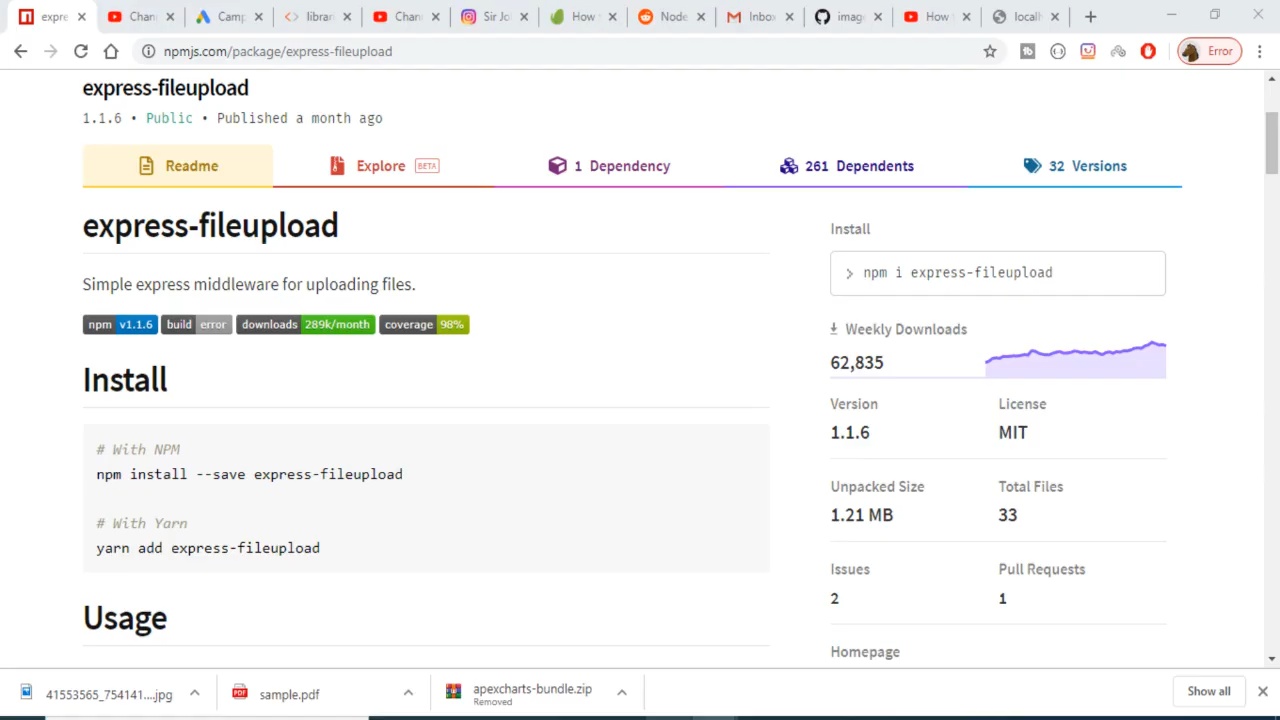 expre
Chann
Camp
librari
Chann
Sir Jo
How
Node
Inbox
imag
How
localh
npmjs.com/package/express-fileupload
Error
express-fileupload
1.1.6 • Public • Published a month ago
Readme
Explore BETA
1 Dependency
261 Dependents
32 Versions
express-fileupload
Simple express middleware for uploading files.
npm v1.1.6 build error downloads 289k/month coverage 98%
Install
# With NPM
npm install --save express-fileupload
# With Yarn
yarn add express-fileupload
Usage
Install
> npm i express-fileupload
Weekly Downloads
62,835
Version License
1.1.6 MIT
Unpacked Size Total Files
1.21 MB 33
Issues Pull Requests
2 1
Homepage
41553565_754141....jpg
sample.pdf
apexcharts-bundle.zip
Removed
Show all